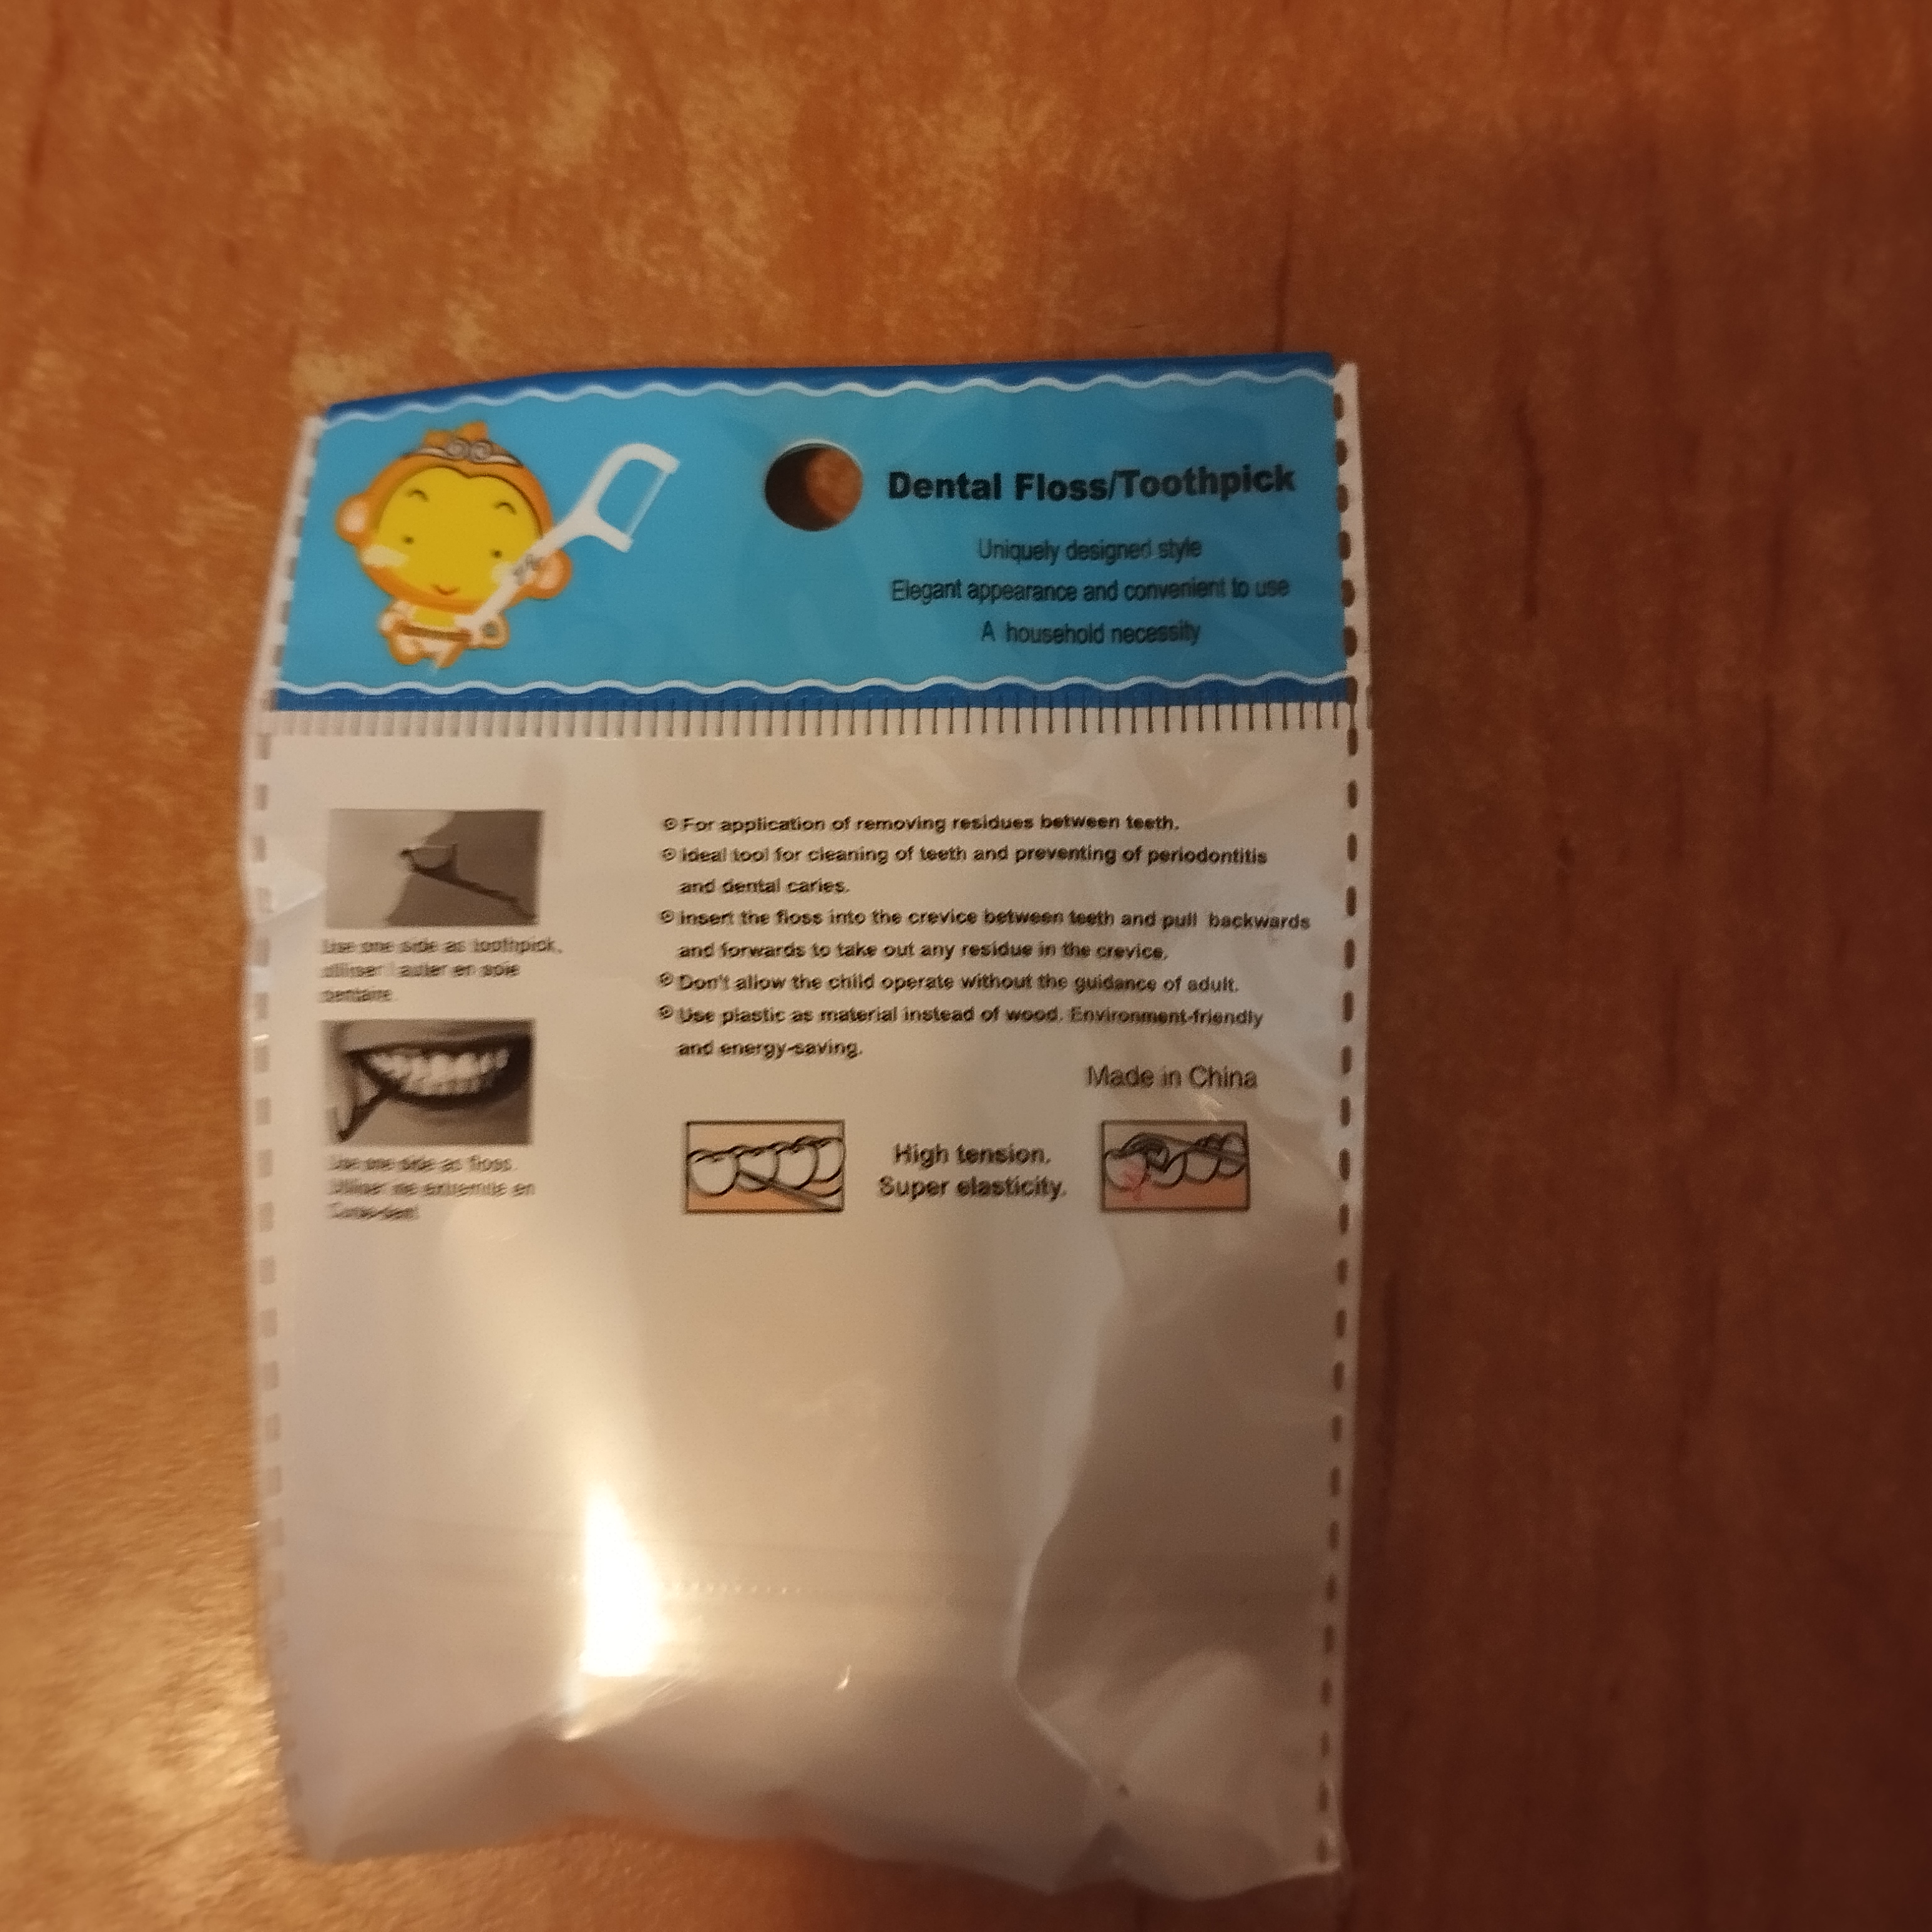 Dental Floss/Toothpick
Uniquely designed style
Elegant appearance and convenient to use
A household necessity
For application of removing residues between teeth.
Ideal tool for cleaning of teeth and preventing of periodontitis
and dental caries.
Insert the floss into the crevice between teeth and pull backwards
and forwards to take out any residue in the crevice.
Don't allow the child operate without the guidance of adult.
Use plastic as material instead of wood. Environment-friendly
and energy-saving.
Made in China
High tension.
Super elasticity.
Use one side as toothpick,
en soie
Use one side as floss.
en